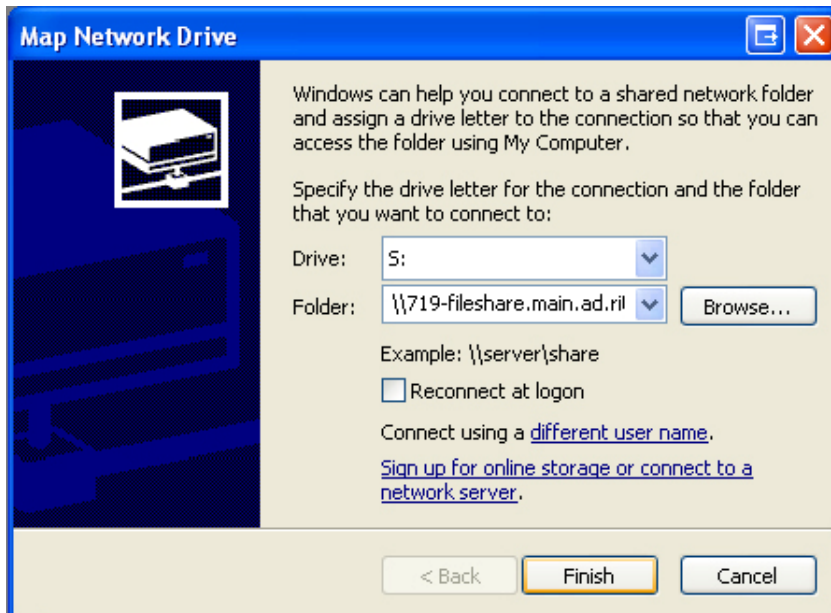 Map Network Drive
Windows can help you connect to a shared network folder
and assign a drive letter to the connection so that you can
access the folder using My Computer.
Specify the drive letter for the connection and the folder
that you want to connect to:
Drive: S:
Folder: \\719-fileshare.main.ad.ril Browse...
Example: \\server\share
Reconnect at logon
Connect using a different user name.
Sign up for online storage or connect to a
network server.
< Back Finish Cancel